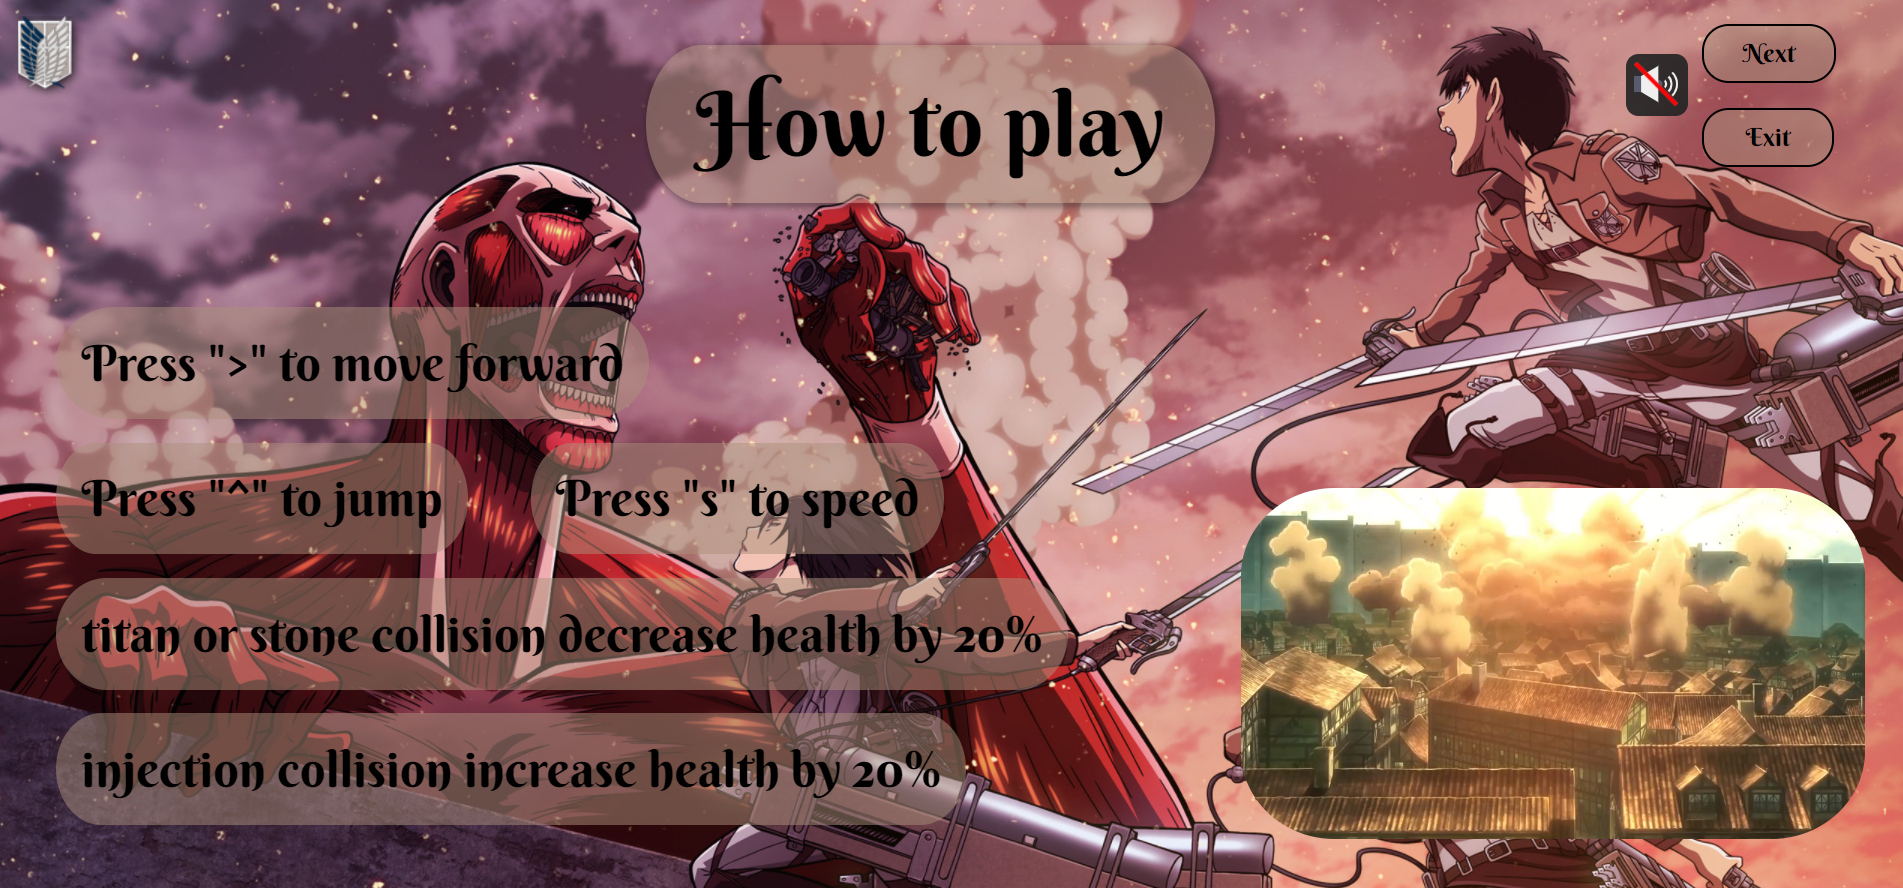 How to play
Next
Exit
Press ">" to move forward
Press "^" to jump
Press "s" to speed
titan or stone collision decrease health by 20%
injection collision increase health by 20%